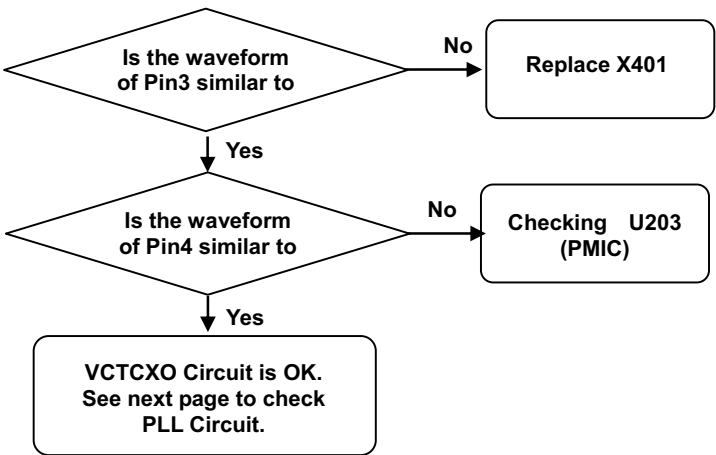 Is the waveform
of Pin3 similar to
No
Replace X401
Yes
Is the waveform
of Pin4 similar to
No
Checking U203
(PMIC)
Yes
VCTCXO Circuit is OK.
See next page to check
PLL Circuit.